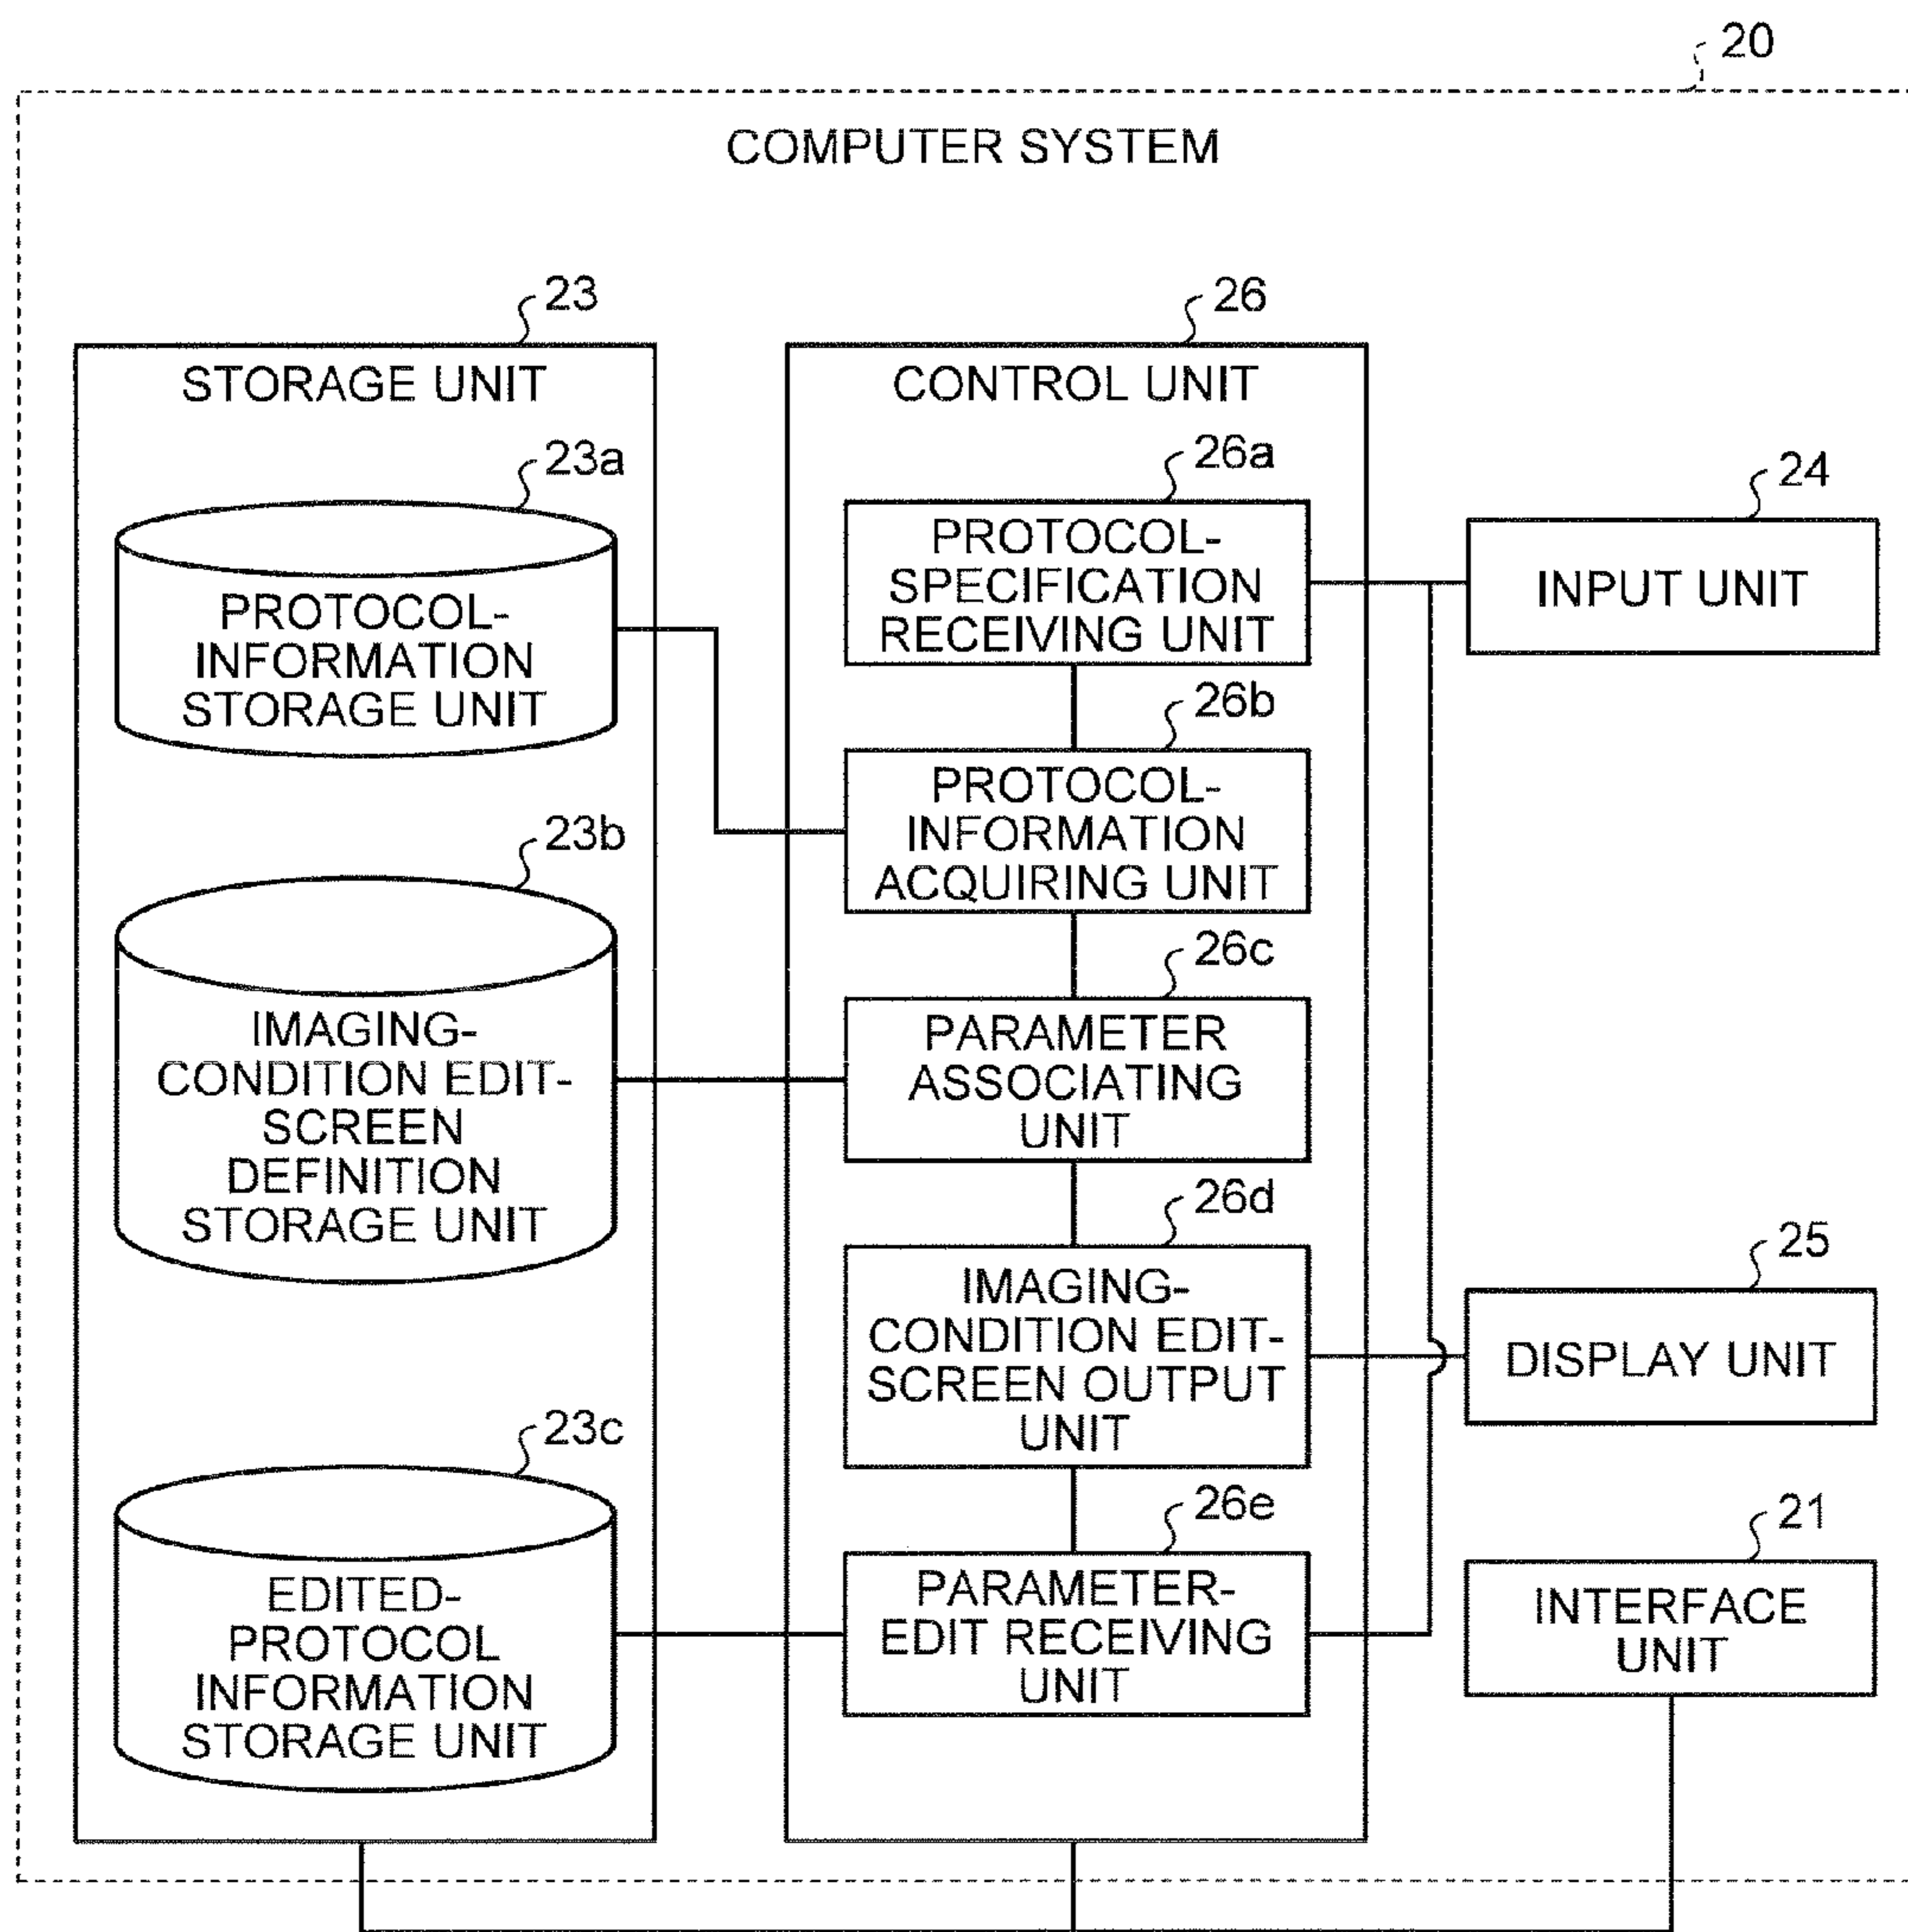 20
COMPUTER SYSTEM
23
STORAGE UNIT
23a
PROTOCOL-
INFORMATION
STORAGE UNIT
23b
IMAGING-
CONDITION EDIT-
SCREEN
DEFINITION
STORAGE UNIT
23c
EDITED-
PROTOCOL
INFORMATION
STORAGE UNIT
26
CONTROL UNIT
26a
PROTOCOL-
SPECIFICATION
RECEIVING UNIT
26b
PROTOCOL-
INFORMATION
ACQUIRING UNIT
26c
PARAMETER
ASSOCIATING
UNIT
26d
IMAGING-
CONDITION EDIT-
SCREEN OUTPUT
UNIT
26e
PARAMETER-
EDIT RECEIVING
UNIT
24
INPUT UNIT
25
DISPLAY UNIT
21
INTERFACE
UNIT